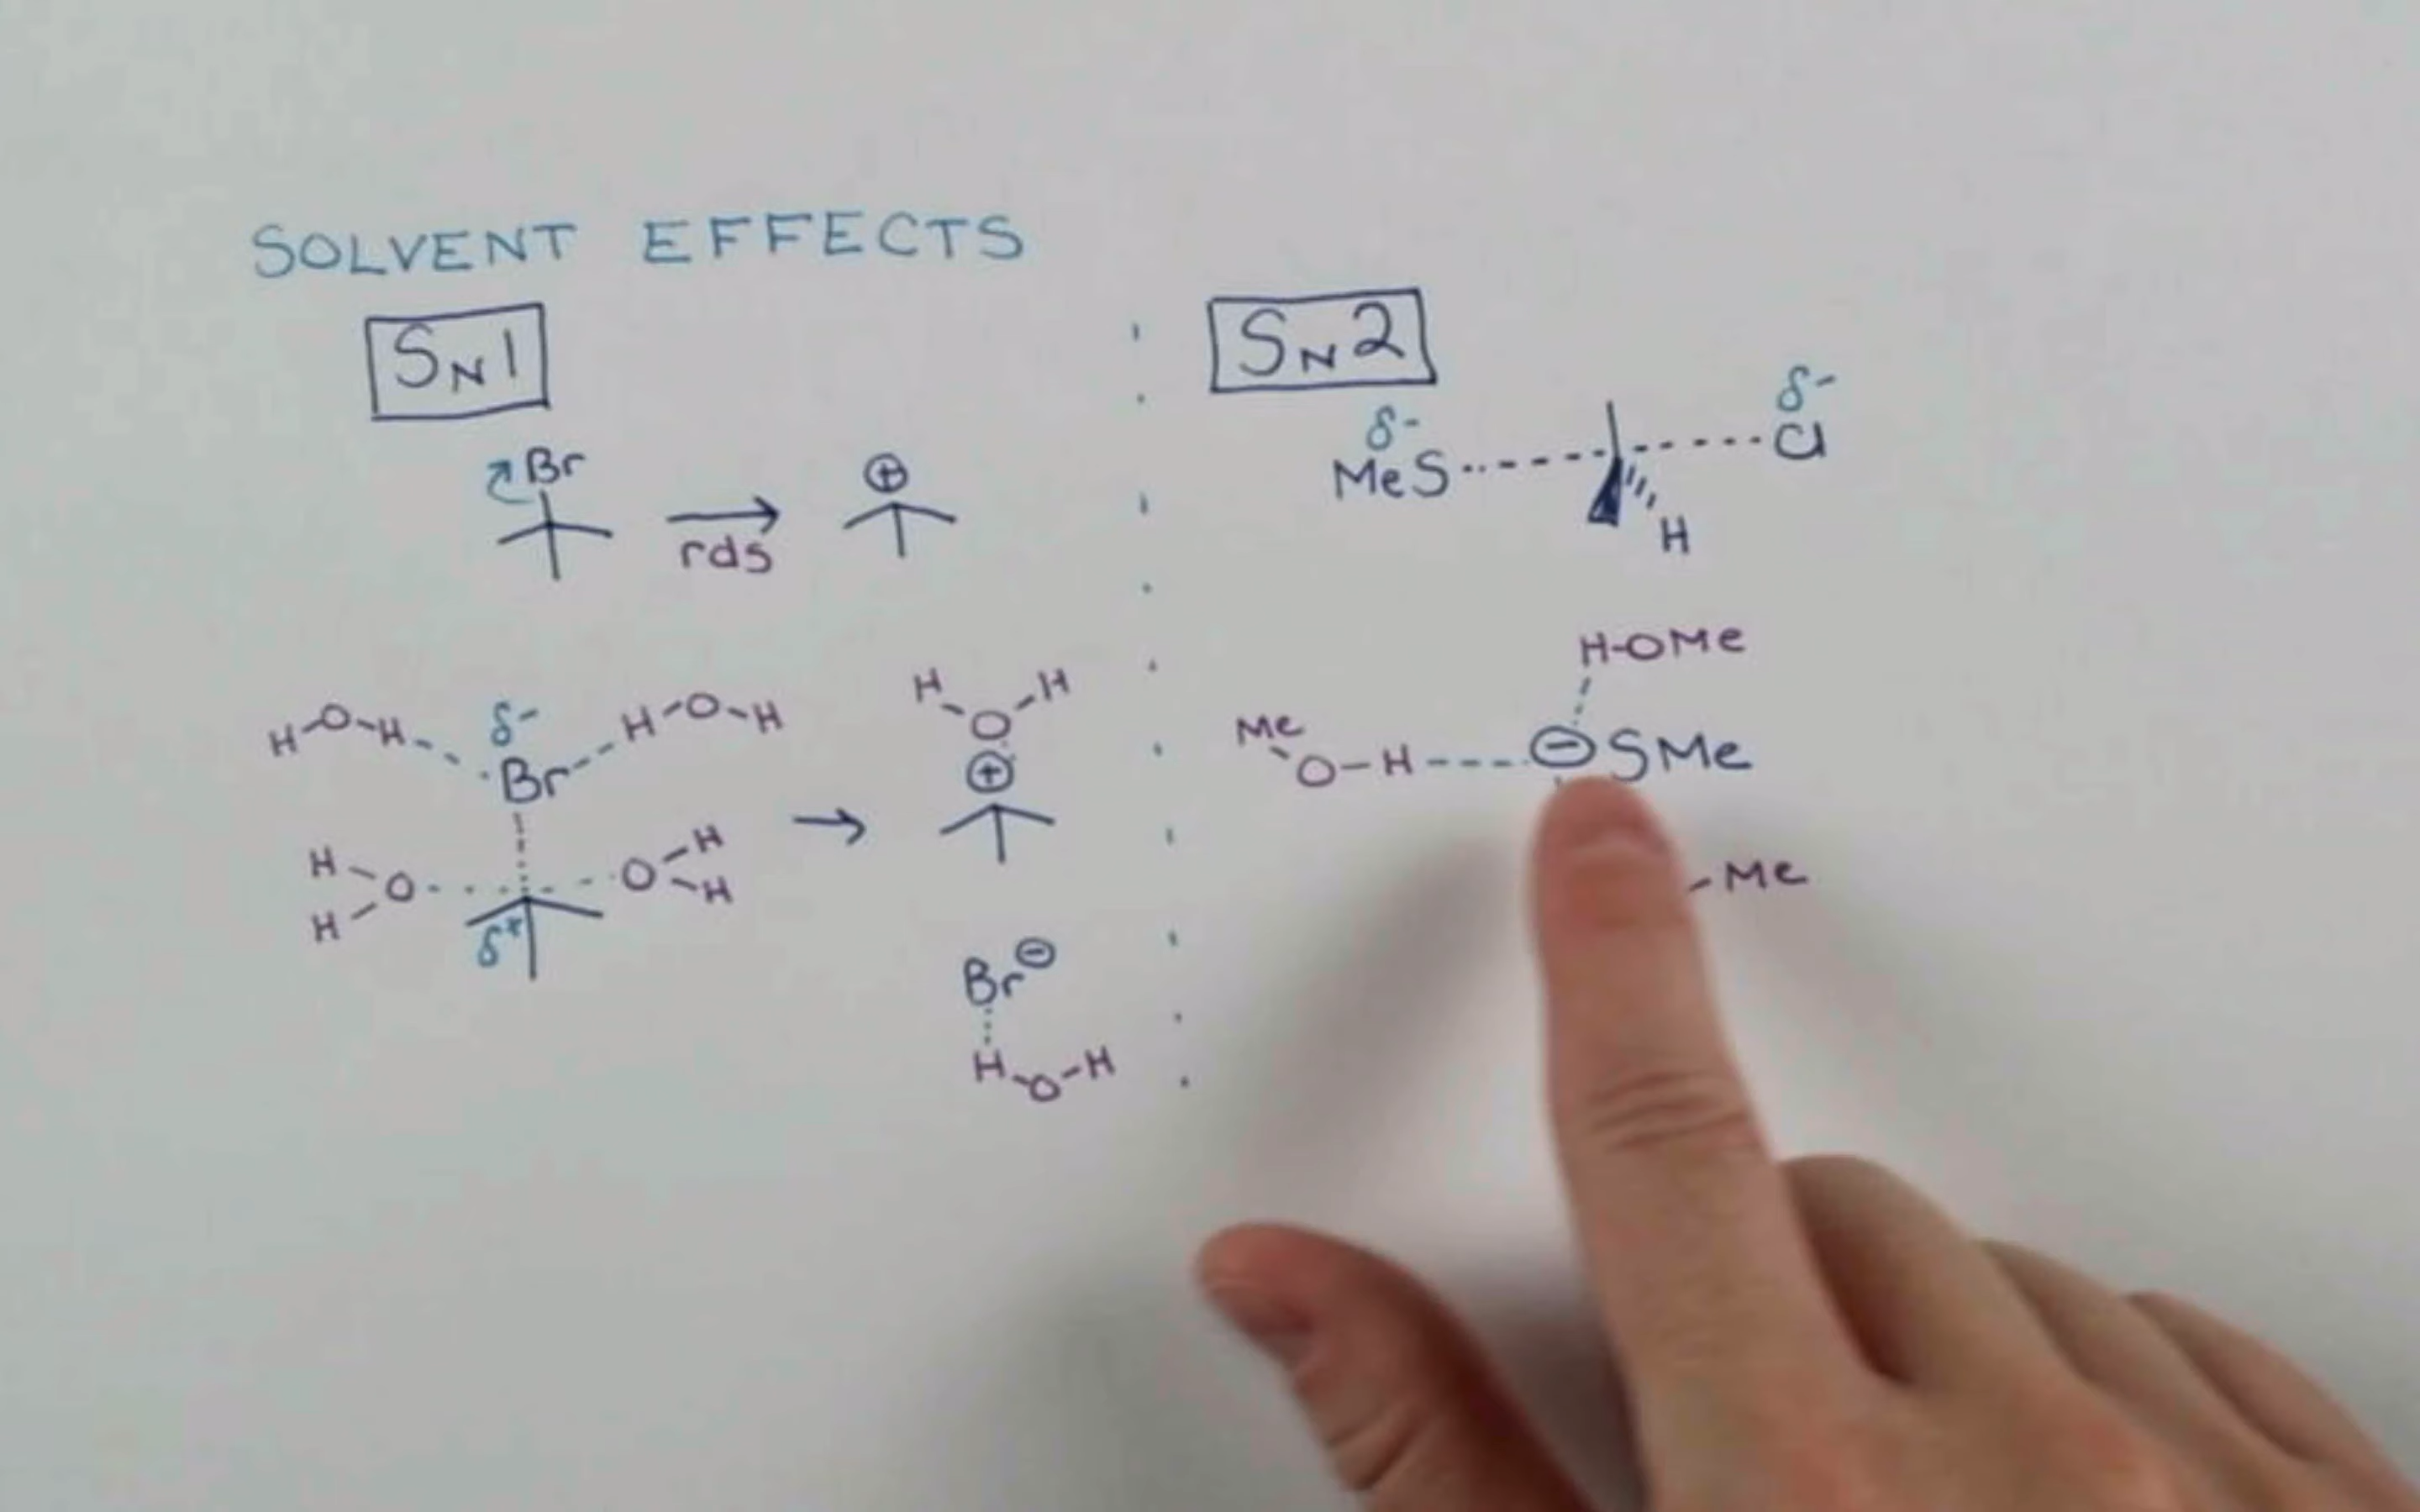 SOLVENT EFFECTS
SN1
SN2
Br
rds
⊕
δ-
δ-
MeS
Cl
H
H-O-H
δ-
H-O-H
Br
H
O
H
O
H
H
δ+
H
H
O
⊕
Br⊖
H-O-H
H-OMe
Me
O-H
⊖SMe
-Me